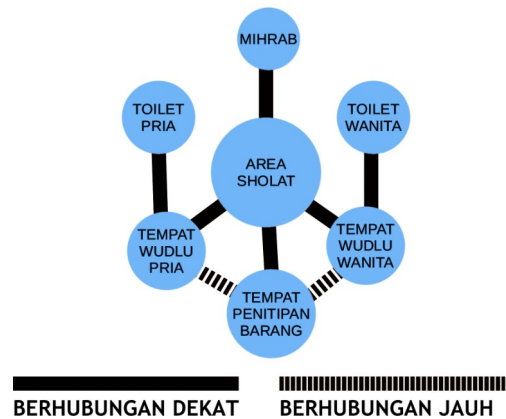 MIHRAB
TOILET
PRIA
TOILET
WANITA
AREA
SHOLAT
TEMPAT
WUDLU
PRIA
TEMPAT
WUDLU
WANITA
TEMPAT
PENITIPAN
BARANG
BERHUBUNGAN DEKAT
BERHUBUNGAN JAUH